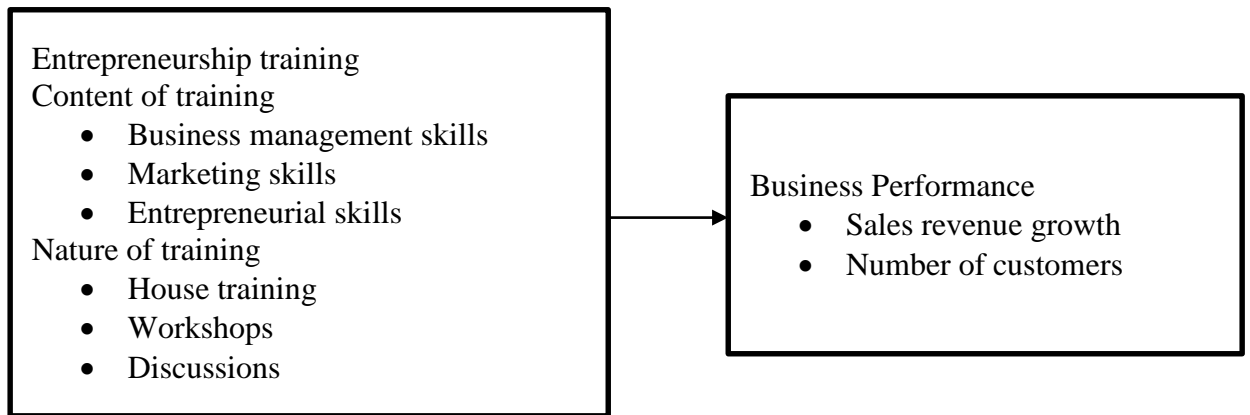 Entrepreneurship training
Content of training
• Business management skills
• Marketing skills
• Entrepreneurial skills
Nature of training
• House training
• Workshops
• Discussions
Business Performance
• Sales revenue growth
• Number of customers